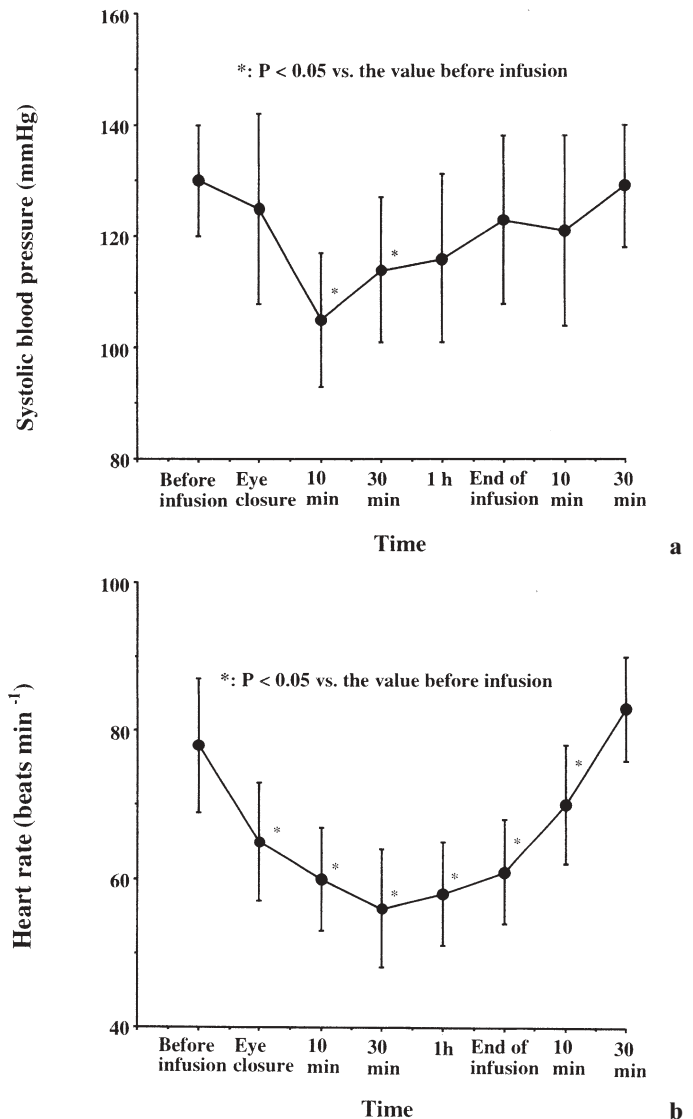 160
*: P < 0.05 vs. the value before infusion
140
120
100
80
Systolic blood pressure (mmHg)
Before Eye 10 30 1 h End of 10 30
infusion closure min min infusion min min
Time
a
100
*: P < 0.05 vs. the value before infusion
80
60
40
Heart rate (beats min -1)
Before Eye 10 30 1h End of 10 30
infusion closure min min infusion min min
Time
b
*
*
*
*
*
*
*
*